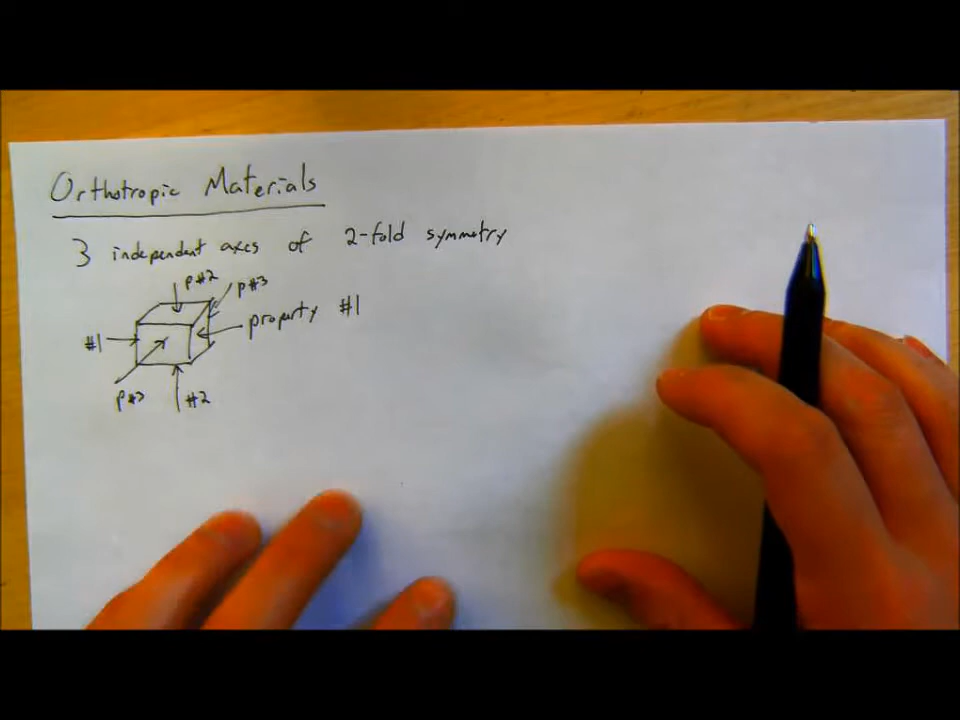 Orthotropic Materials
3 independent axes of 2-fold symmetry
P#2
P#3
property #1
#1
P#3
#2